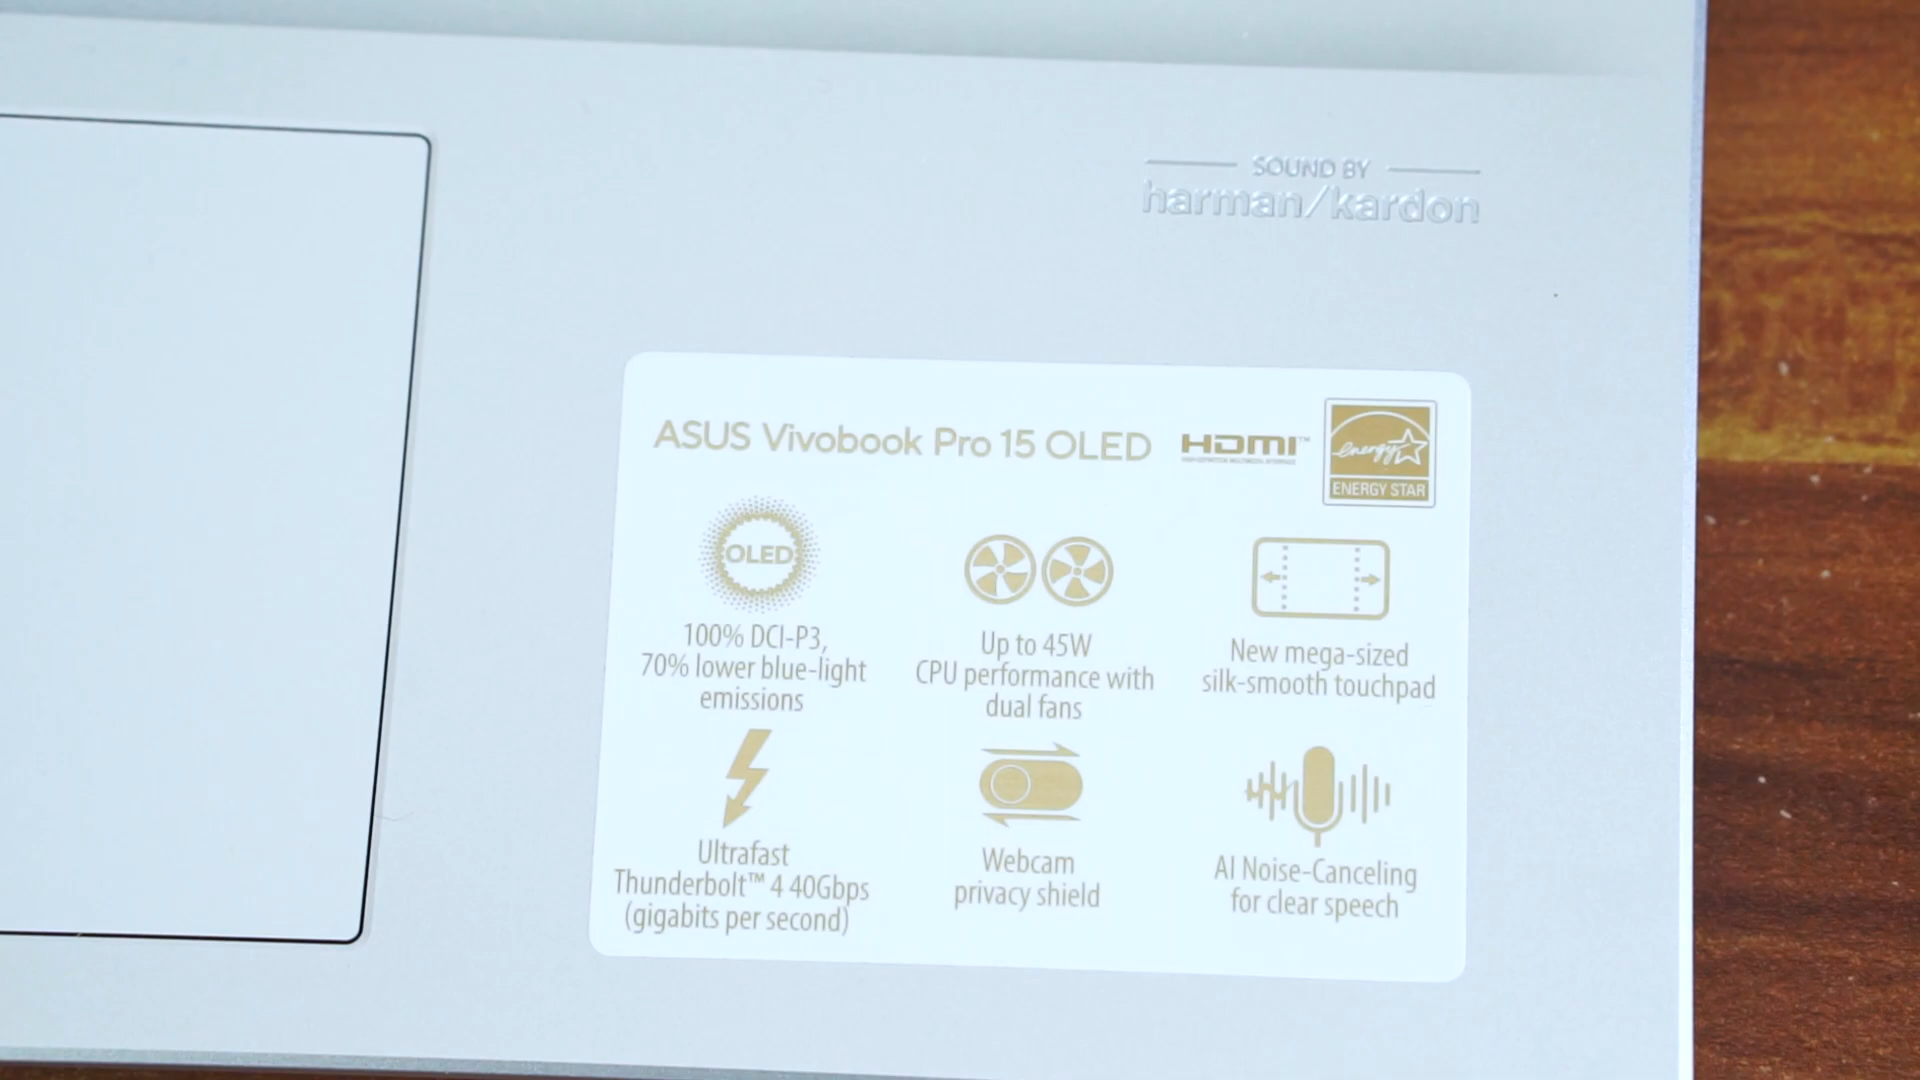 SOUND BY
harman/kardon
ASUS Vivobook Pro 15 OLED
HDMI™
energy
ENERGY STAR
OLED
100% DCI-P3,
70% lower blue-light
emissions
Up to 45W
CPU performance with
dual fans
New mega-sized
silk-smooth touchpad
Ultrafast
Thunderbolt™ 4 40Gbps
(gigabits per second)
Webcam
privacy shield
AI Noise-Canceling
for clear speech